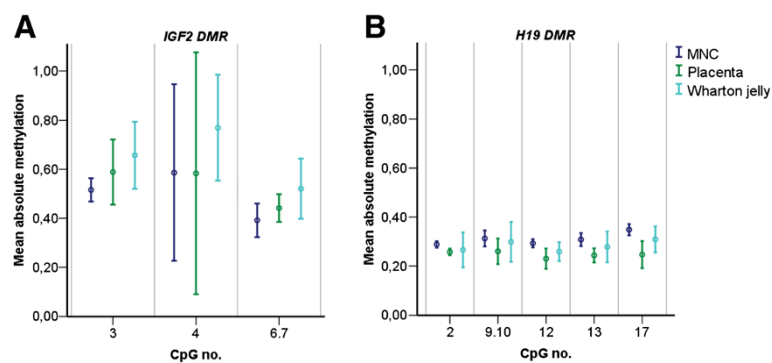 A
IGF2 DMR
Mean absolute methylation
1,00
0,80
0,60
0,40
0,20
0,00
3 4 6.7
CpG no.
B
H19 DMR
Mean absolute methylation
1,00
0,80
0,60
0,40
0,20
0,00
2 9.10 12 13 17
CpG no.
MNC
Placenta
Wharton jelly